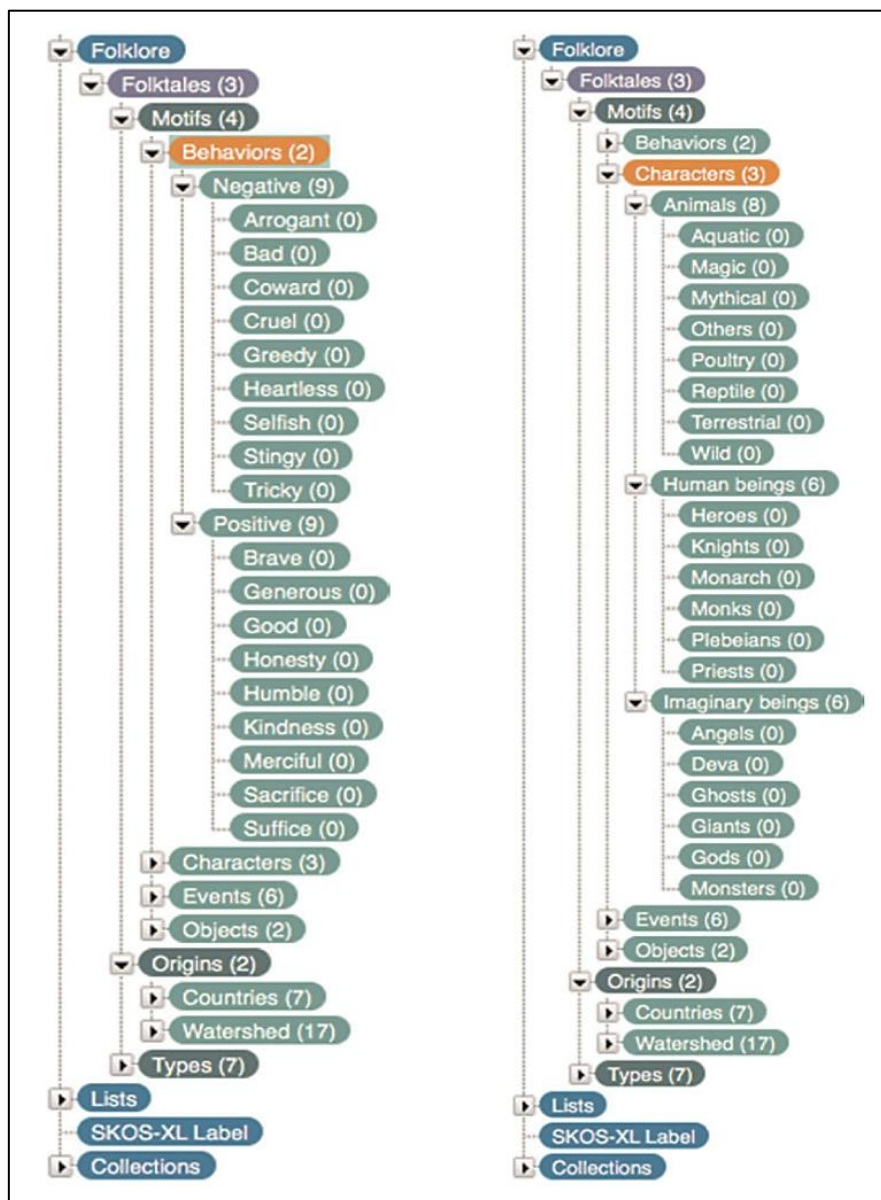 Folklore
Folktales (3)
Motifs (4)
Behaviors (2)
Negative (9)
Arrogant (0)
Bad (0)
Coward (0)
Cruel (0)
Greedy (0)
Heartless (0)
Selfish (0)
Stingy (0)
Tricky (0)
Positive (9)
Brave (0)
Generous (0)
Good (0)
Honesty (0)
Humble (0)
Kindness (0)
Merciful (0)
Sacrifice (0)
Suffice (0)
Characters (3)
Events (6)
Objects (2)
Origins (2)
Countries (7)
Watershed (17)
Types (7)
Lists
SKOS-XL Label
Collections
Folklore
Folktales (3)
Motifs (4)
Behaviors (2)
Characters (3)
Animals (8)
Aquatic (0)
Magic (0)
Mythical (0)
Others (0)
Poultry (0)
Reptile (0)
Terrestrial (0)
Wild (0)
Human beings (6)
Heroes (0)
Knights (0)
Monarch (0)
Monks (0)
Plebeians (0)
Priests (0)
Imaginary beings (6)
Angels (0)
Deva (0)
Ghosts (0)
Giants (0)
Gods (0)
Monsters (0)
Events (6)
Objects (2)
Origins (2)
Countries (7)
Watershed (17)
Types (7)
Lists
SKOS-XL Label
Collections